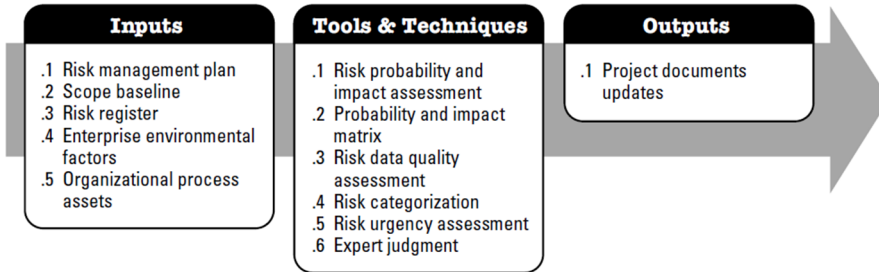 Inputs
.1 Risk management plan
.2 Scope baseline
.3 Risk register
.4 Enterprise environmental
factors
.5 Organizational process
assets
Tools & Techniques
.1 Risk probability and
impact assessment
.2 Probability and impact
matrix
.3 Risk data quality
assessment
.4 Risk categorization
.5 Risk urgency assessment
.6 Expert judgment
Outputs
.1 Project documents
updates